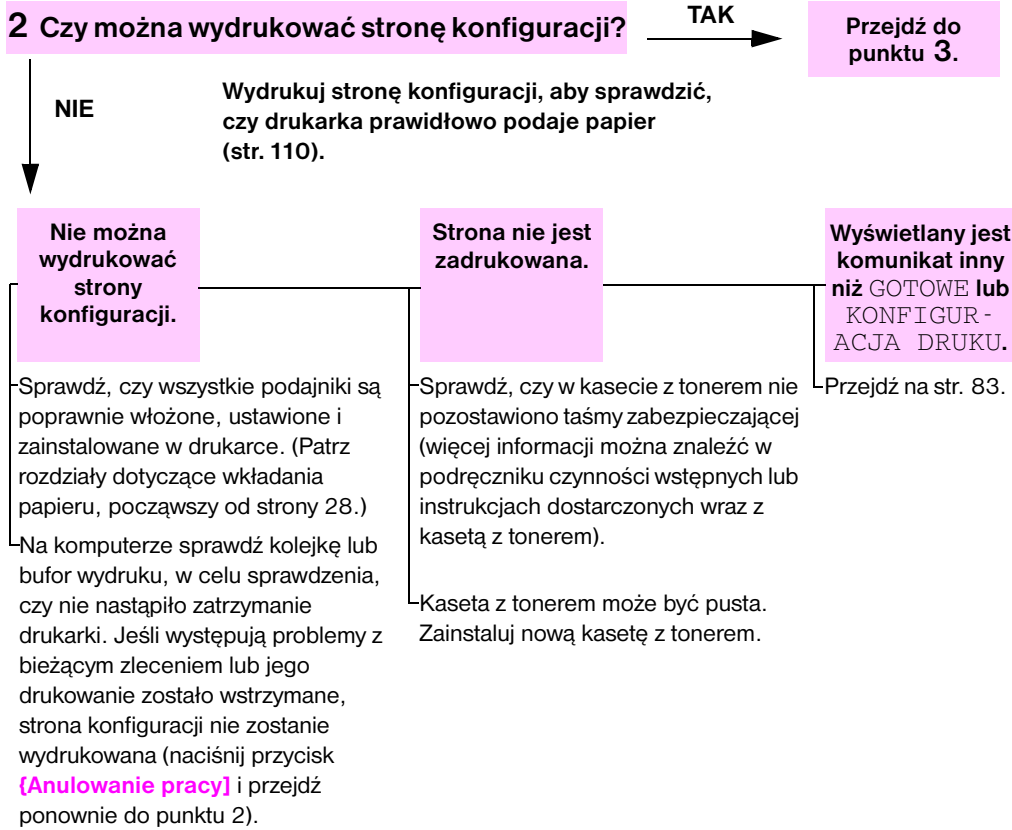 2 Czy można wydrukować stronę konfiguracji?
TAK
Przejdź do
punktu 3.
NIE
Wydrukuj stronę konfiguracji, aby sprawdzić,
czy drukarka prawidłowo podaje papier
(str. 110).
Nie można
wydrukować
strony
konfiguracji.
Sprawdź, czy wszystkie podajniki są
poprawnie włożone, ustawione i
zainstalowane w drukarce. (Patrz
rozdziały dotyczące wkładania
papieru, począwszy od strony 28.)
Na komputerze sprawdź kolejkę lub
bufor wydruku, w celu sprawdzenia,
czy nie nastąpiło zatrzymanie
drukarki. Jeśli występują problemy z
bieżącym zleceniem lub jego
drukowanie zostało wstrzymane,
strona konfiguracji nie zostanie
wydrukowana (naciśnij przycisk
{Anulowanie pracy] i przejdź
ponownie do punktu 2).
Strona nie jest
zadrukowana.
Sprawdź, czy w kasecie z tonerem nie
pozostawiono taśmy zabezpieczającej
(więcej informacji można znaleźć w
podręczniku czynności wstępnych lub
instrukcjach dostarczonych wraz z
kasetą z tonerem).
Kaseta z tonerem może być pusta.
Zainstaluj nową kasetę z tonerem.
Wyświetlany jest
komunikat inny
niż GOTOWE lub
KONFIGUR-
ACJA DRUKU.
Przejdź na str. 83.